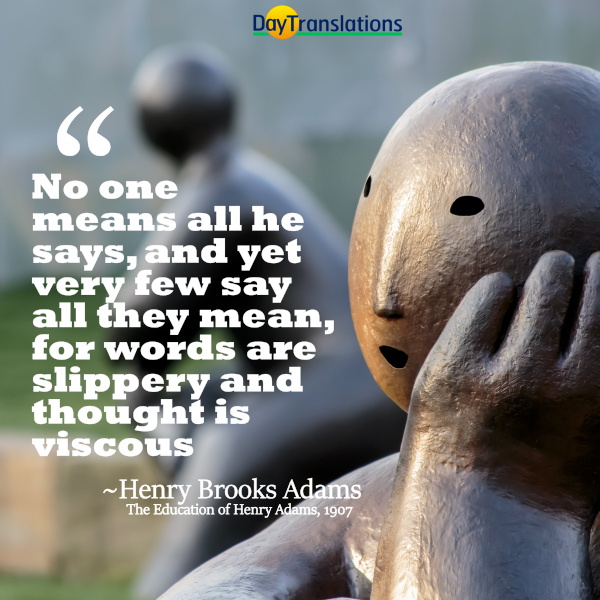 DayTranslations
“
No one
means all he
says, and yet
very few say
all they mean,
for words are
slippery and
thought is
viscous
~Henry Brooks Adams
The Education of Henry Adams, 1907